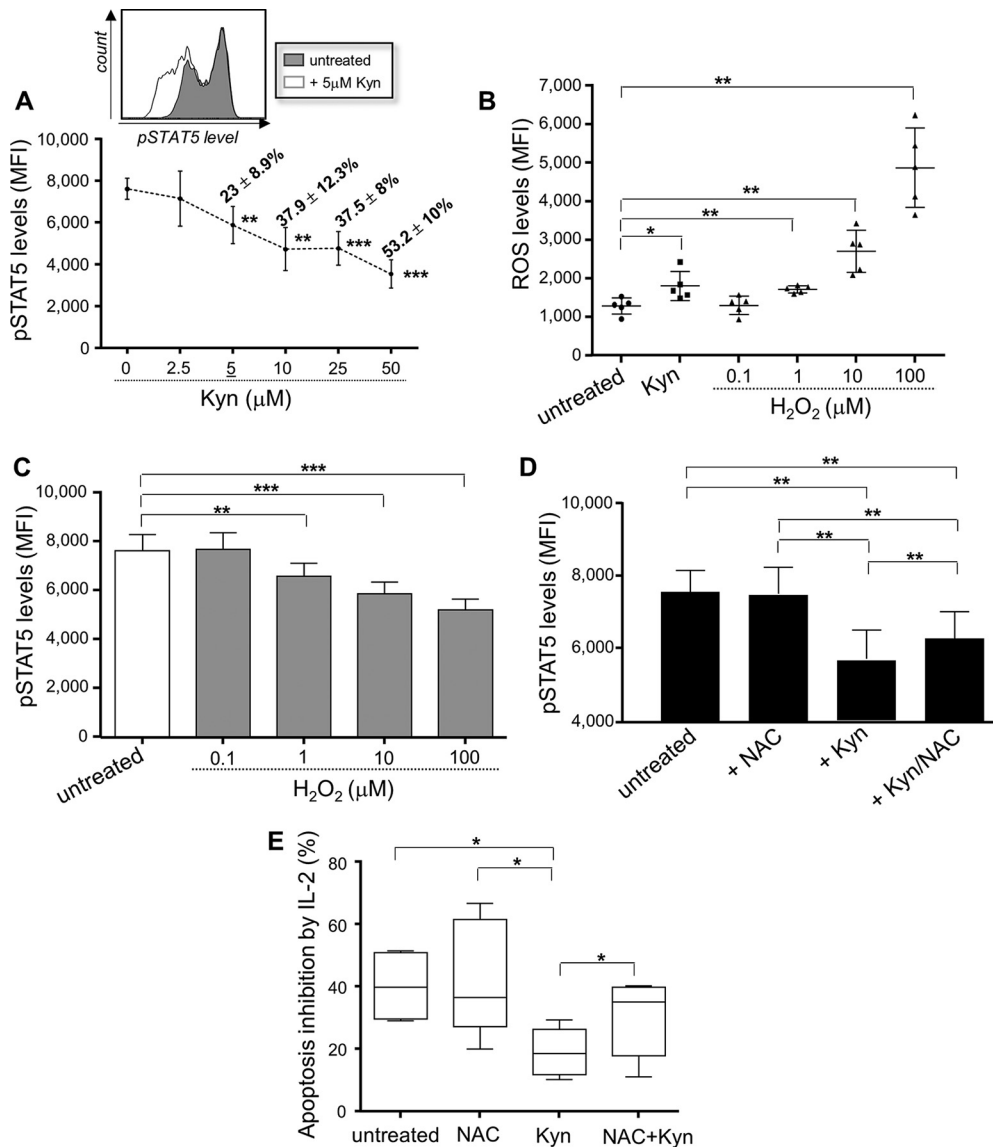 count
pSTAT5 level
untreated
+ 5μM Kyn
A
pSTAT5 levels (MFI)
10,000
8,000
6,000
4,000
2,000
0
23 ± 8.9%
37.9 ± 12.3%
37.5 ± 8%
53.2 ± 10%
**
**
***
***
0 2.5 5 10 25 50
Kyn (μM)
B
ROS levels (MFI)
7,000
6,000
5,000
4,000
3,000
2,000
1,000
0
**
**
**
*
untreated Kyn 0.1 1 10 100
H₂O₂ (μM)
C
pSTAT5 levels (MFI)
10,000
8,000
6,000
4,000
2,000
0
***
***
**
untreated 0.1 1 10 100
H₂O₂ (μM)
D
pSTAT5 levels (MFI)
10,000
8,000
6,000
4,000
**
**
**
**
**
untreated + NAC + Kyn + Kyn/NAC
E
Apoptosis inhibition by IL-2 (%)
80
60
40
20
0
*
*
*
untreated NAC Kyn NAC+Kyn